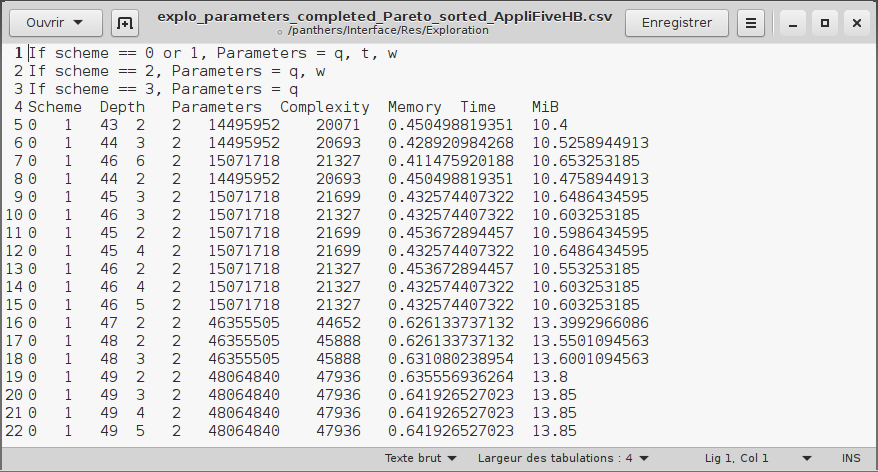 Ouvrir
explo_parameters_completed_Pareto_sorted_AppliFiveHB.csv
/panthers/Interface/Res/Exploration
Enregistrer
1 If scheme == 0 or 1, Parameters = q, t, w
2 If scheme == 2, Parameters = q, w
3 If scheme == 3, Parameters = q
4 Scheme Depth Parameters Complexity Memory Time MiB
5 0 1 43 2 2 14495952 20071 0.450498819351 10.4
6 0 1 44 3 2 14495952 20693 0.428920984268 10.5258944913
7 0 1 46 6 2 15071718 21327 0.411475920188 10.653253185
8 0 1 44 2 2 14495952 20693 0.450498819351 10.4758944913
9 0 1 45 3 2 15071718 21699 0.432574407322 10.6486434595
10 0 1 46 3 2 15071718 21327 0.432574407322 10.603253185
11 0 1 45 2 2 15071718 21699 0.453672894457 10.5986434595
12 0 1 45 4 2 15071718 21699 0.432574407322 10.6486434595
13 0 1 46 2 2 15071718 21327 0.453672894457 10.553253185
14 0 1 46 4 2 15071718 21327 0.432574407322 10.603253185
15 0 1 46 5 2 15071718 21327 0.432574407322 10.603253185
16 0 1 47 2 2 46355505 44652 0.626133737132 13.3992966086
17 0 1 48 2 2 46355505 45888 0.626133737132 13.5501094563
18 0 1 48 3 2 46355505 45888 0.631080238954 13.6001094563
19 0 1 49 2 2 48064840 47936 0.635556936264 13.8
20 0 1 49 3 2 48064840 47936 0.641926527023 13.85
21 0 1 49 4 2 48064840 47936 0.641926527023 13.85
22 0 1 49 5 2 48064840 47936 0.641926527023 13.85
Texte brut Largeur des tabulations : 4 Lig 1, Col 1 INS